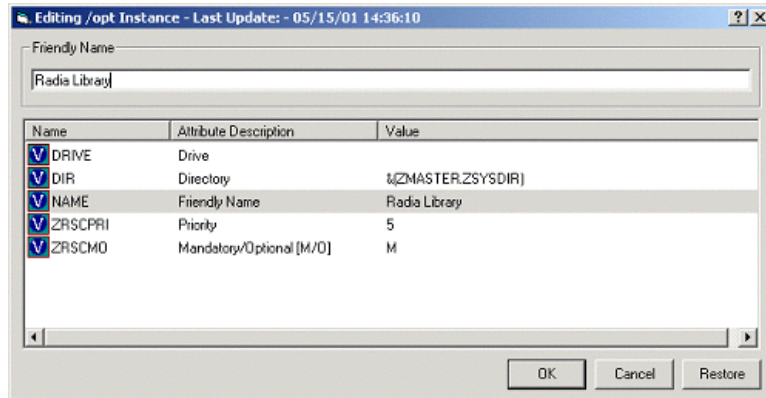 Editing /opt Instance - Last Update: - 05/15/01 14:36:10
Friendly Name
Radia Library
Name Attribute Description Value
V DRIVE Drive
V DIR Directory &(ZMASTER.ZSYSDIR)
V NAME Friendly Name Radia Library
V ZRSCPRI Priority 5
V ZRSCMO Mandatory/Optional [M/O] M
OK Cancel Restore